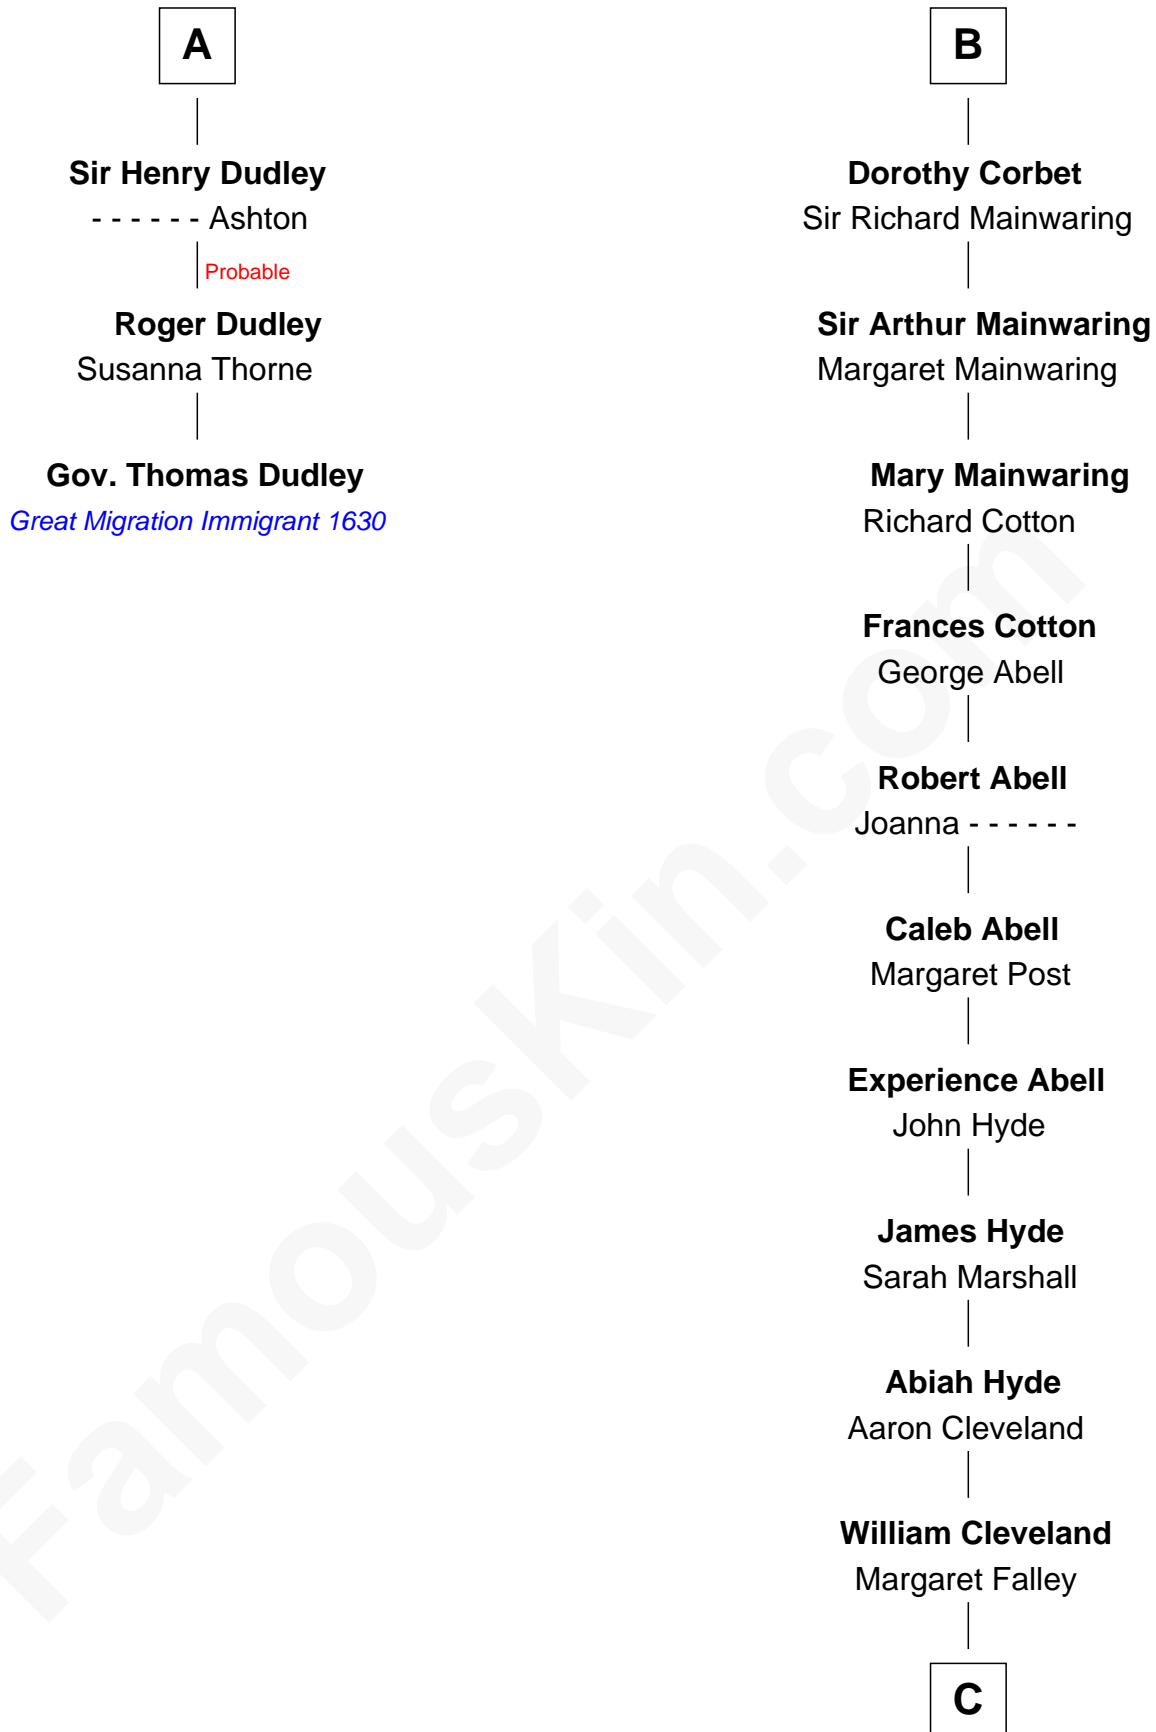 A
Sir Henry Dudley
- - - - - - Ashton
Probable
Roger Dudley
Susanna Thorne
Gov. Thomas Dudley
Great Migration Immigrant 1630
B
Dorothy Corbet
Sir Richard Mainwaring
Sir Arthur Mainwaring
Margaret Mainwaring
Mary Mainwaring
Richard Cotton
Frances Cotton
George Abell
Robert Abell
Joanna - - - - - -
Caleb Abell
Margaret Post
Experience Abell
John Hyde
James Hyde
Sarah Marshall
Abiah Hyde
Aaron Cleveland
William Cleveland
Margaret Falley
C
FamousKin.com